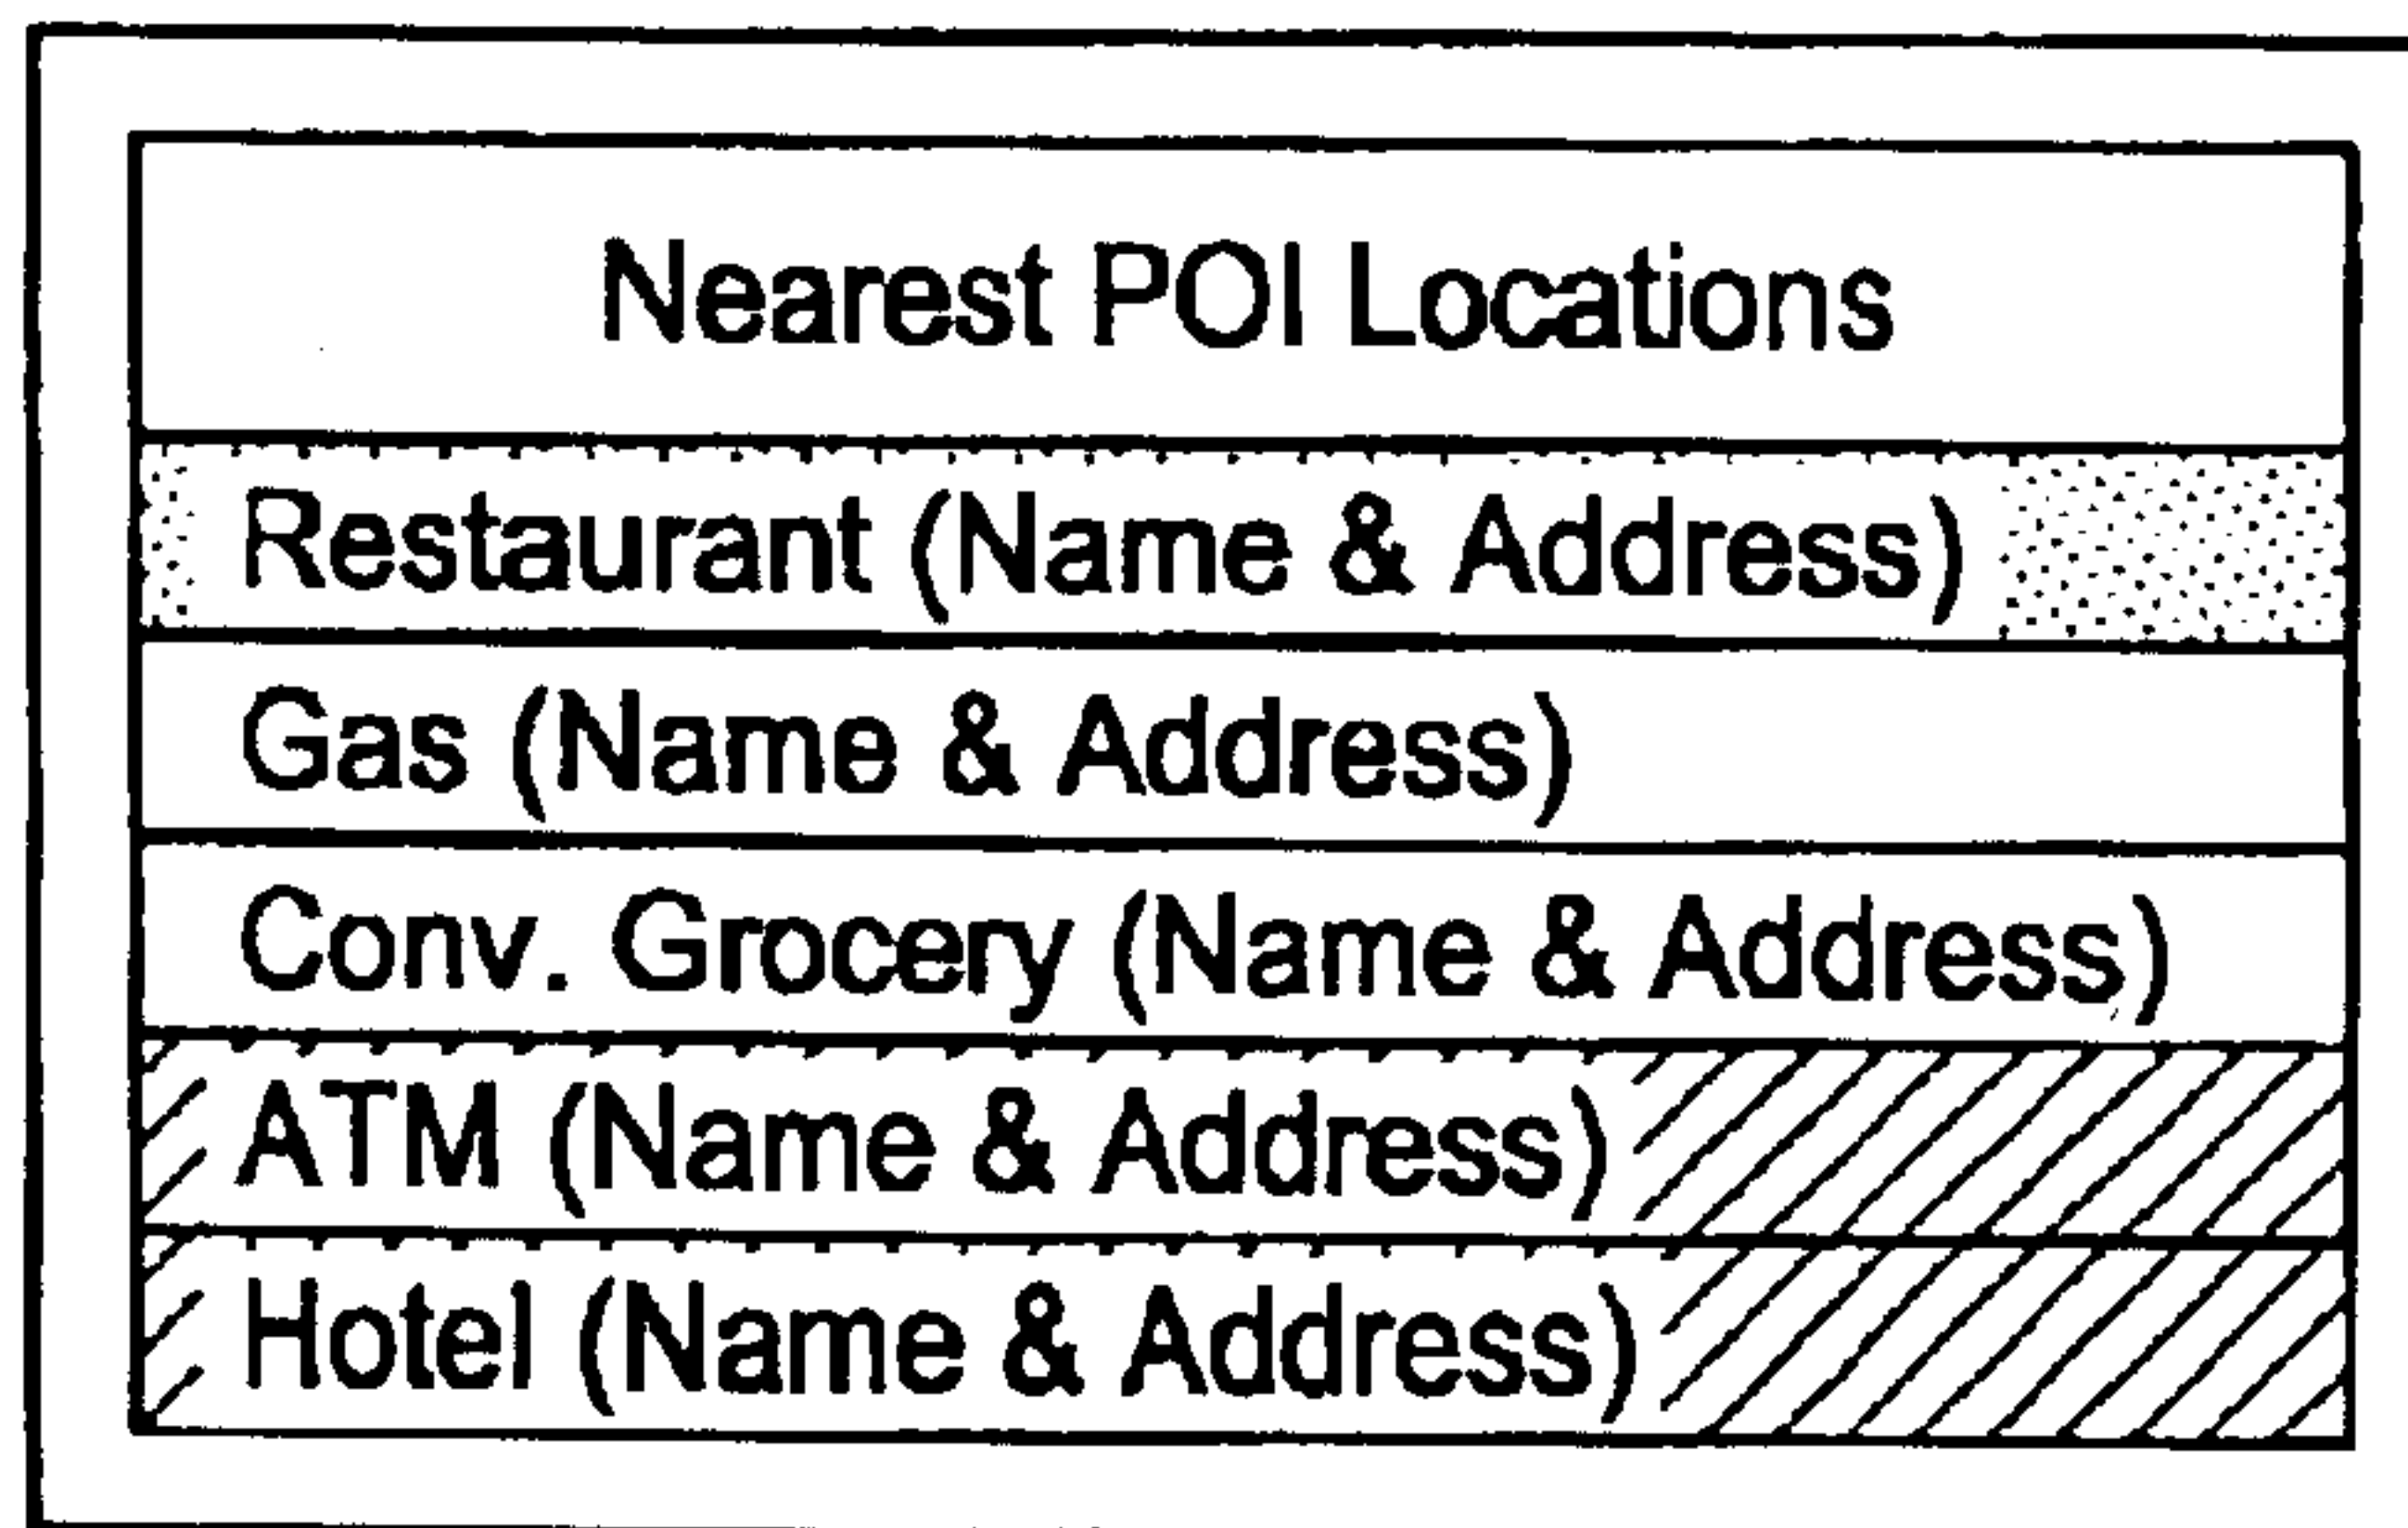 Nearest POI Locations
Restaurant (Name & Address)
Gas (Name & Address)
Conv. Grocery (Name & Address)
ATM (Name & Address)
Hotel (Name & Address)